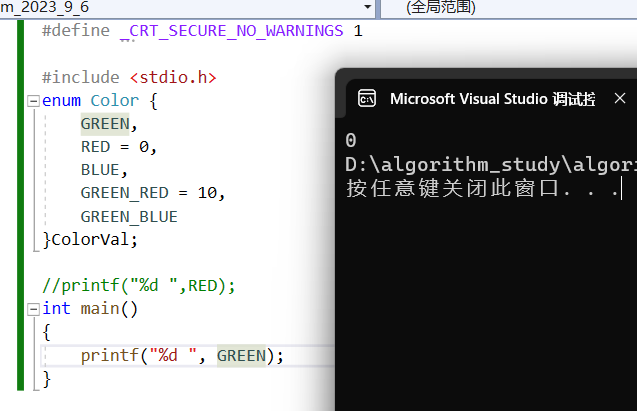 m_2023_9_6
(全局范围)
#define _CRT_SECURE_NO_WARNINGS 1
#include <stdio.h>
enum Color {
GREEN,
RED = 0,
BLUE,
GREEN_RED = 10,
GREEN_BLUE
}ColorVal;
//printf("%d ",RED);
int main()
{
printf("%d ", GREEN);
}
Microsoft Visual Studio 调试控
0
D:\algorithm_study\algori
按任意键关闭此窗口. . .